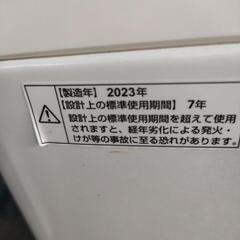 【製造年】2023年
【設計上の標準使用期間】 7年
設計上の標準使用期間を超えて使用
されますと、経年劣化による発火・
けが等の事故に至る恐れがあります。